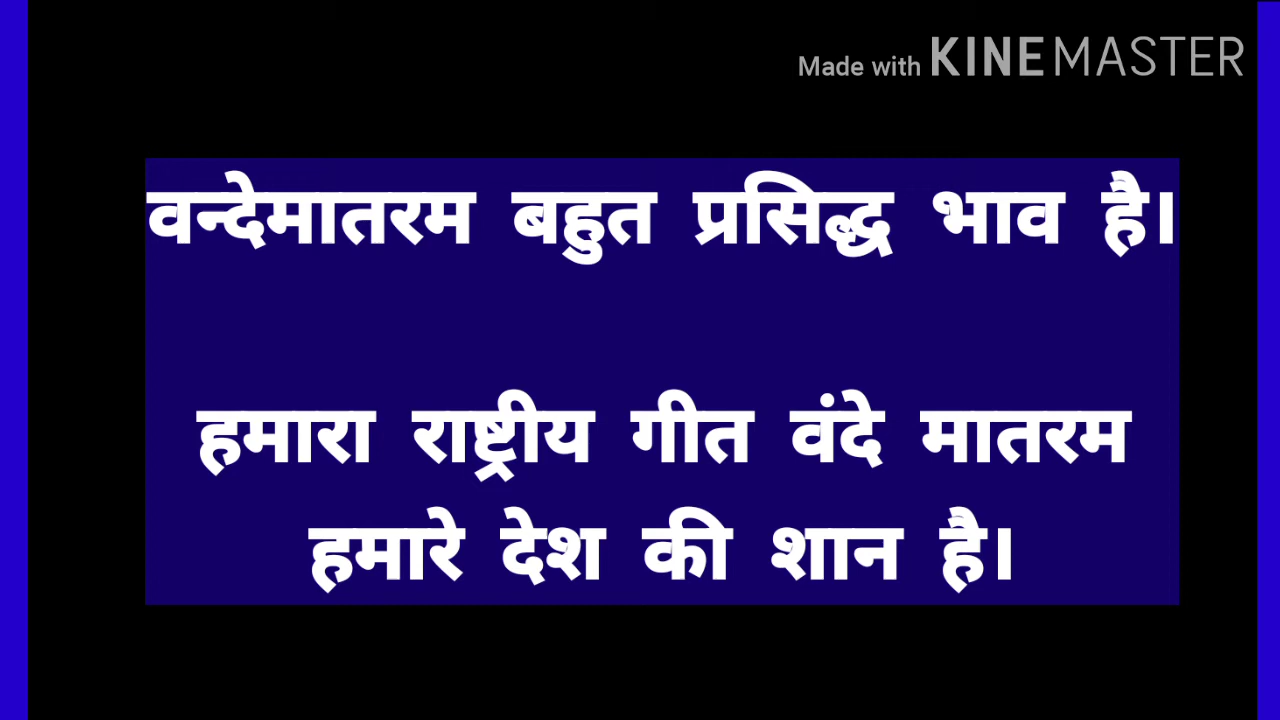 Made with KINEMASTER
वन्देमातरम बहुत प्रसिद्ध भाव है।
हमारा राष्ट्रीय गीत वंदे मातरम
हमारे देश की शान है।